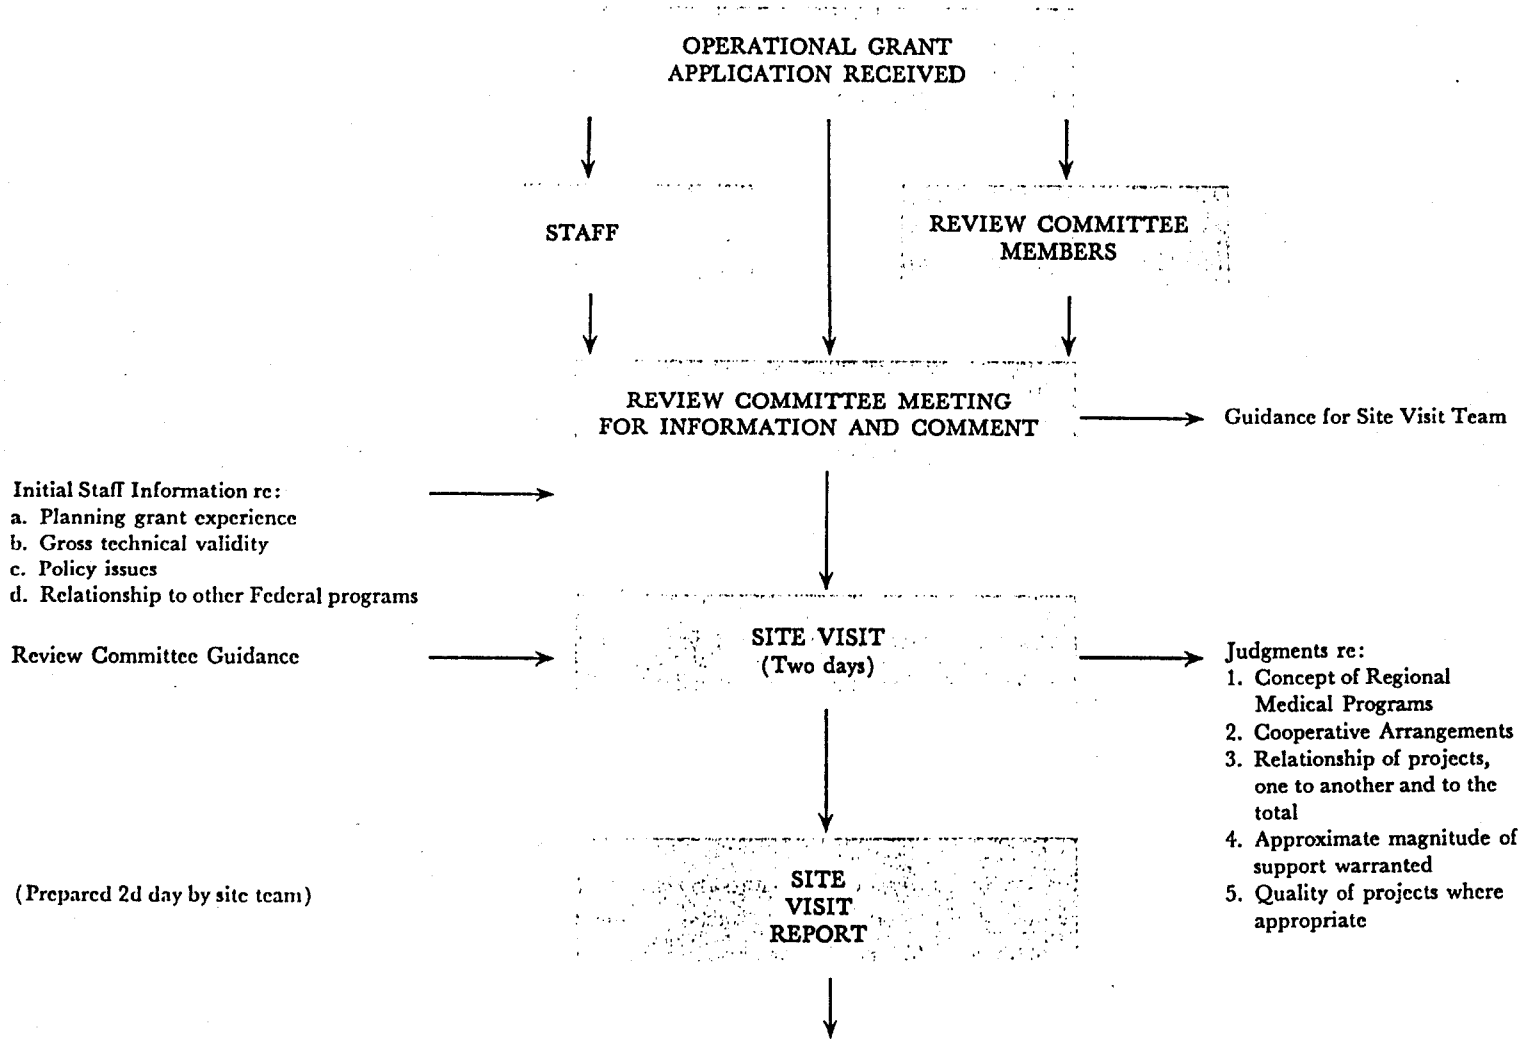 OPERATIONAL GRANT
APPLICATION RECEIVED
STAFF
REVIEW COMMITTEE
MEMBERS
REVIEW COMMITTEE MEETING
FOR INFORMATION AND COMMENT
Guidance for Site Visit Team
Initial Staff Information re:
a. Planning grant experience
b. Gross technical validity
c. Policy issues
d. Relationship to other Federal programs
Review Committee Guidance
SITE VISIT
(Two days)
Judgments re:
1. Concept of Regional
Medical Programs
2. Cooperative Arrangements
3. Relationship of projects,
one to another and to the
total
4. Approximate magnitude of
support warranted
5. Quality of projects where
appropriate
(Prepared 2d day by site team)
SITE
VISIT
REPORT